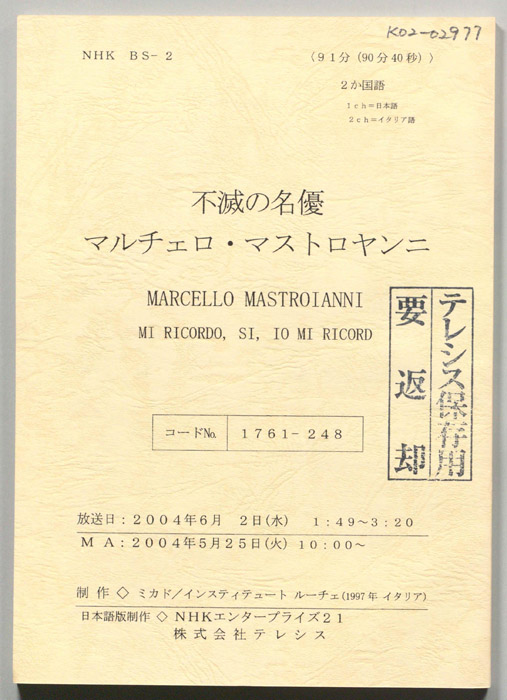 K02-02977
NHK BS-2
〈91分(90分40秒)〉
2か国語
1ch=日本語
2ch=イタリア語
不滅の名優
マルチェロ・マストロヤンニ
MARCELLO MASTROIANNI
MI RICORDO, SI, IO MI RICORD
テレシス保存用
要返却
コード№ 1761-248
放送日:2004年6月 2日(水) 1:49~3:20
MA:2004年5月25日(火) 10:00~
制作◇ ミカド/インスティテュート ルーチェ(1997年 イタリア)
日本語版制作◇NHKエンタープライズ21
株式会社テレシス